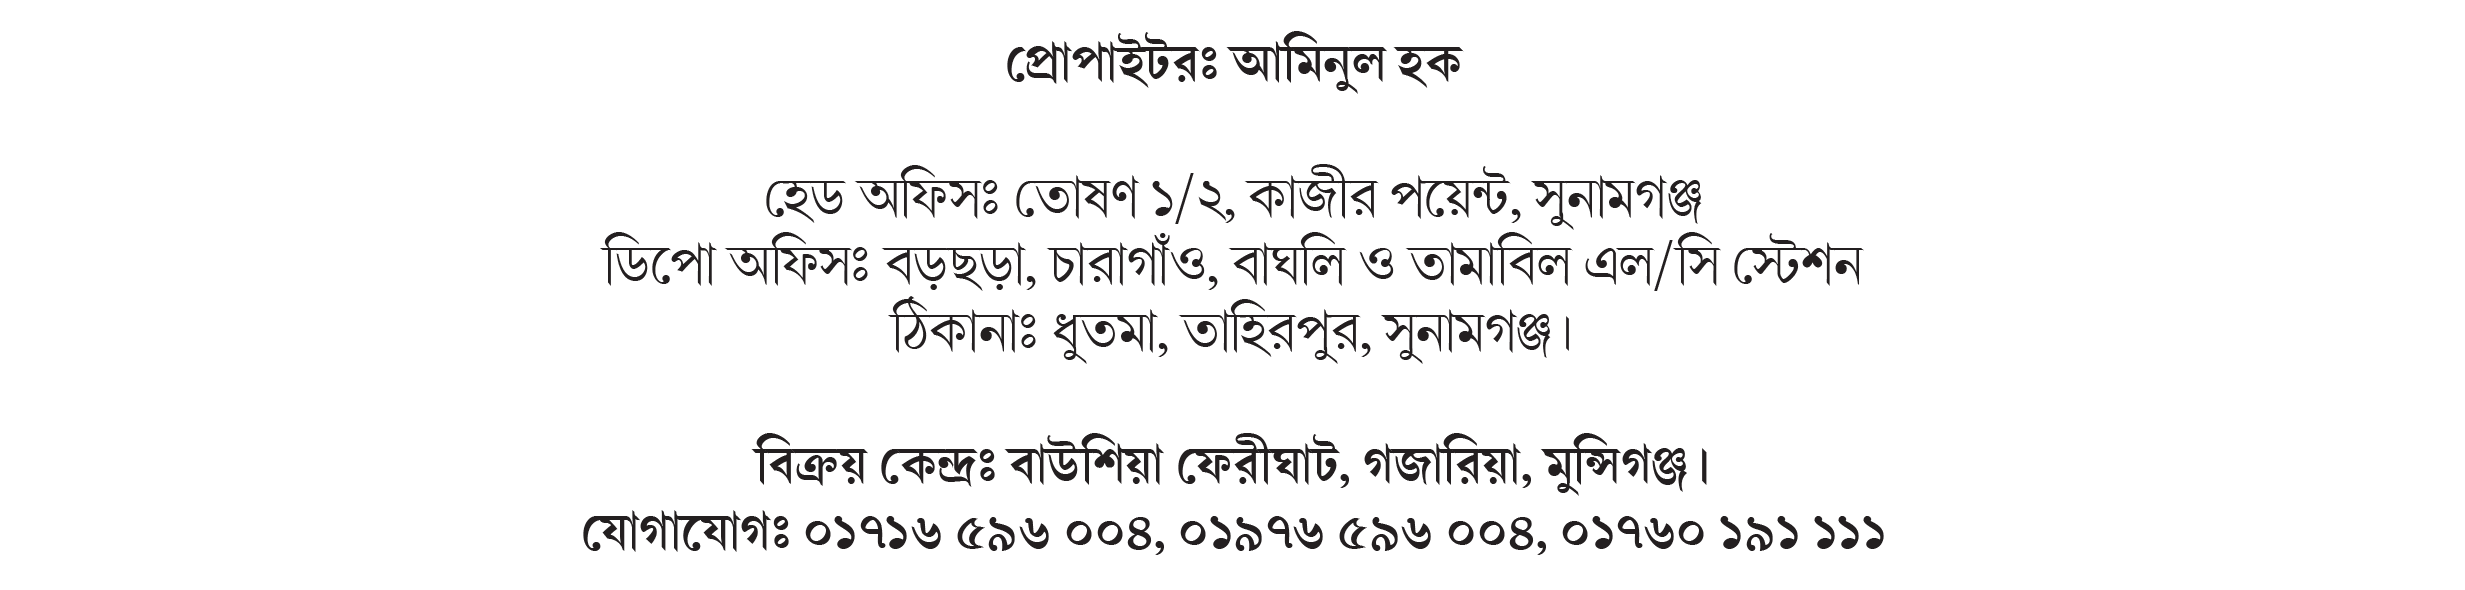 প্রোপাইটরঃ আমিনুল হক
হেড অফিসঃ তোষণ ১/২, কাজীর পয়েন্ট, সুনামগঞ্জ
ডিপো অফিসঃ বড়ছড়া, চারাগাঁও, বাঘলি ও তামাবিল এল/সি স্টেশন
ঠিকানাঃ ধুতমা, তাহিরপুর, সুনামগঞ্জ।
বিক্রয় কেন্দ্রঃ বাউশিয়া ফেরীঘাট, গজারিয়া, মুন্সিগঞ্জ।
যোগাযোগঃ ০১৭১৬ ৫৯৬ ০০৪, ০১৯৭৬ ৫৯৬ ০০৪, ০১৭৬০ ১৯১ ১১১